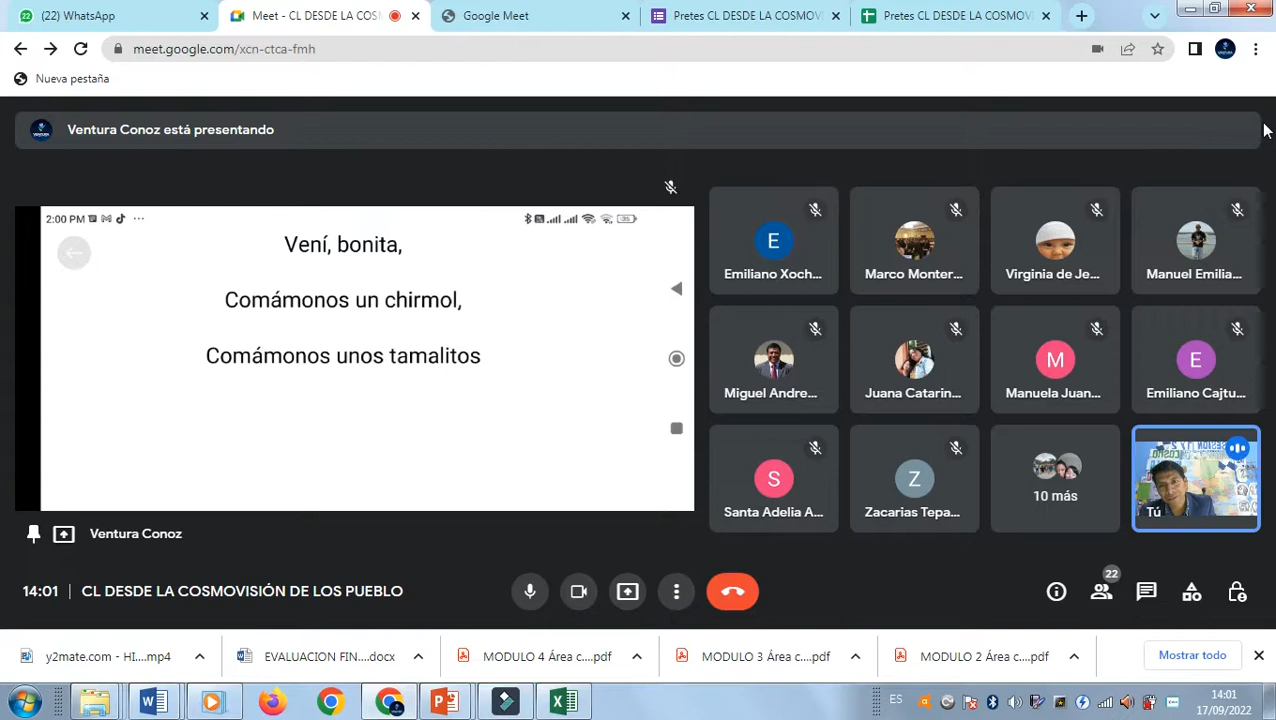 (22) WhatsApp
Meet - CL DESDE LA COSM
Google Meet
Pretes CL DESDE LA COSMOVI
Pretes CL DESDE LA COSMOVI
meet.google.com/xcn-ctca-fmh
Nueva pestaña
Ventura Conoz está presentando
2:00 PM
35
Vení, bonita,
Comámonos un chirmol,
Comámonos unos tamalitos
E
Emiliano Xoch...
Marco Monter...
Virginia de Je...
Manuel Emilia...
Miguel Andre...
Juana Catarin...
M
Manuela Juan...
E
Emiliano Cajtu...
S
Santa Adelia A...
Z
Zacarias Tepa...
10 más
Tú
Ventura Conoz
14:01 | CL DESDE LA COSMOVISIÓN DE LOS PUEBLO
22
y2mate.com - HI....mp4
EVALUACION FIN....docx
MODULO 4 Área c....pdf
MODULO 3 Área c....pdf
MODULO 2 Área c....pdf
Mostrar todo
ES
14:01
17/09/2022